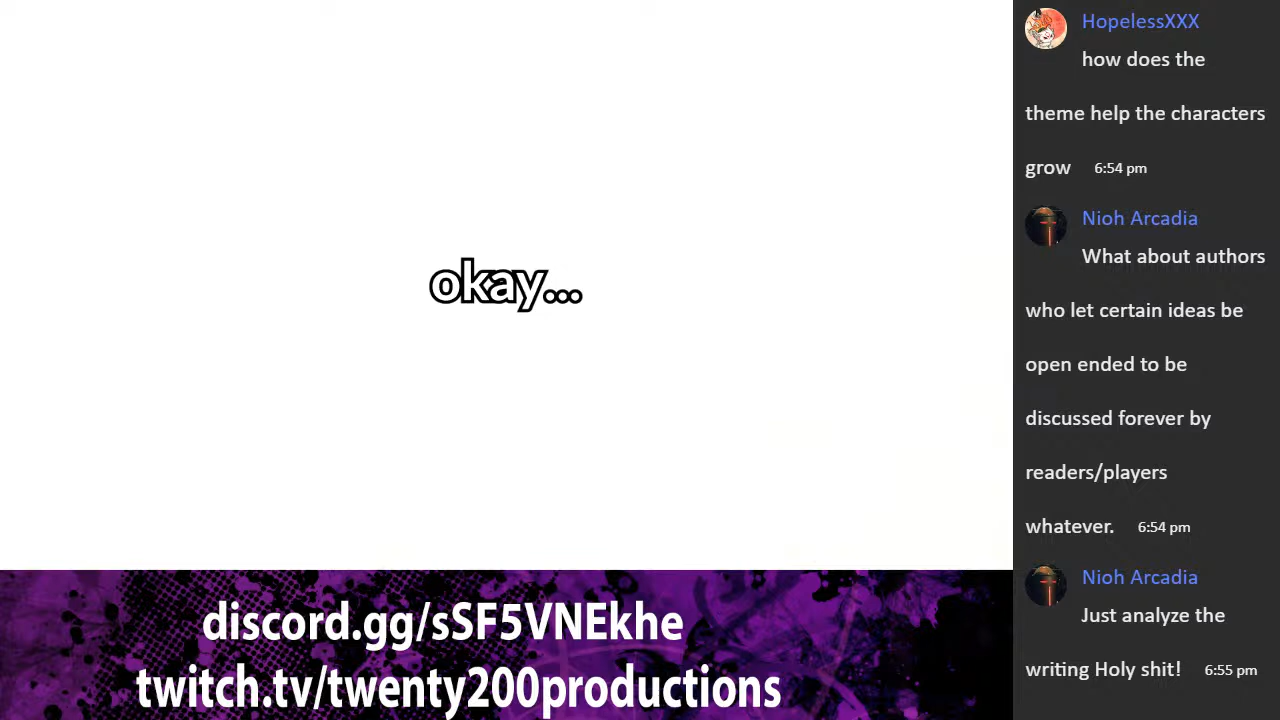 okay...
discord.gg/sSF5VNEkhe
twitch.tv/twenty200productions
HopelessXXX
how does the
theme help the characters
grow 6:54 pm
Nioh Arcadia
What about authors
who let certain ideas be
open ended to be
discussed forever by
readers/players
whatever. 6:54 pm
Nioh Arcadia
Just analyze the
writing Holy shit! 6:55 pm